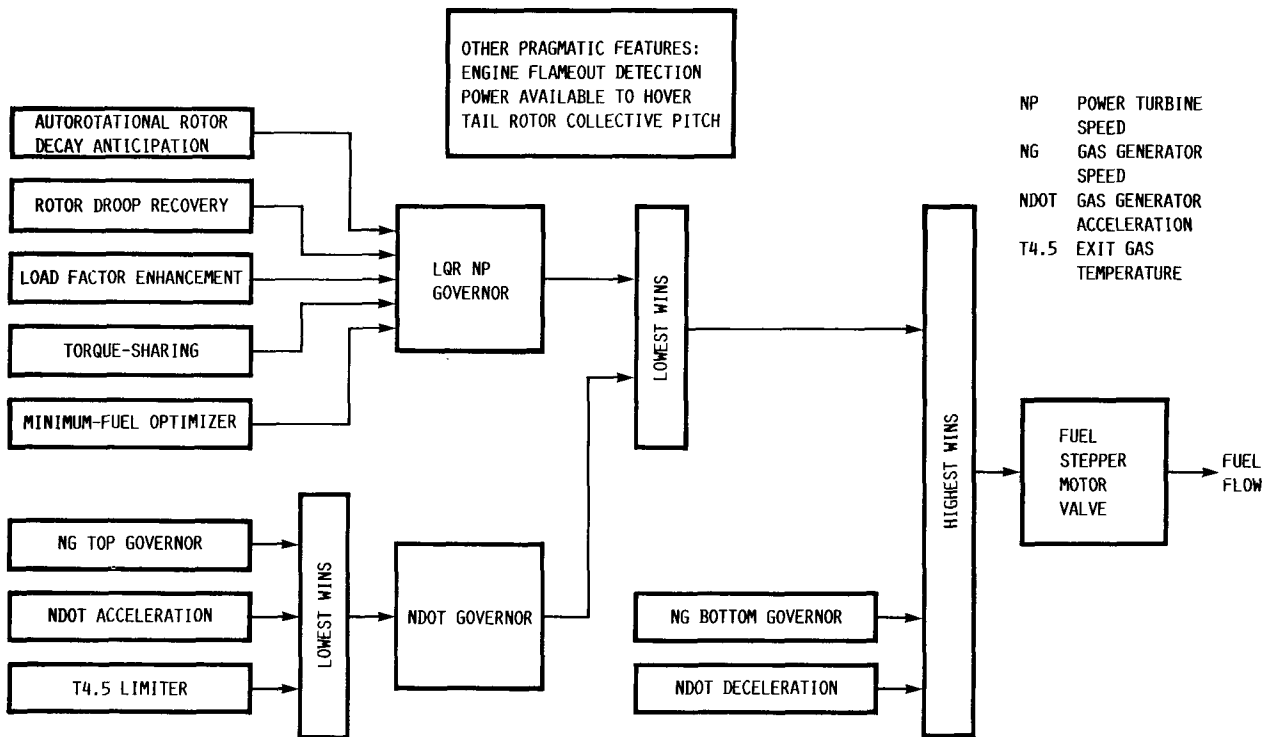 OTHER PRAGMATIC FEATURES:
ENGINE FLAMEOUT DETECTION
POWER AVAILABLE TO HOVER
TAIL ROTOR COLLECTIVE PITCH
NP POWER TURBINE
SPEED
NG GAS GENERATOR
SPEED
NDOT GAS GENERATOR
ACCELERATION
T4.5 EXIT GAS
TEMPERATURE
AUTOROTATIONAL ROTOR
DECAY ANTICIPATION
ROTOR DROOP RECOVERY
LOAD FACTOR ENHANCEMENT
TORQUE-SHARING
MINIMUM-FUEL OPTIMIZER
LQR NP
GOVERNOR
LOWEST WINS
NG TOP GOVERNOR
NDOT ACCELERATION
T4.5 LIMITER
LOWEST WINS
NDOT GOVERNOR
NG BOTTOM GOVERNOR
NDOT DECELERATION
HIGHEST WINS
FUEL
STEPPER
MOTOR
VALVE
FUEL
FLOW